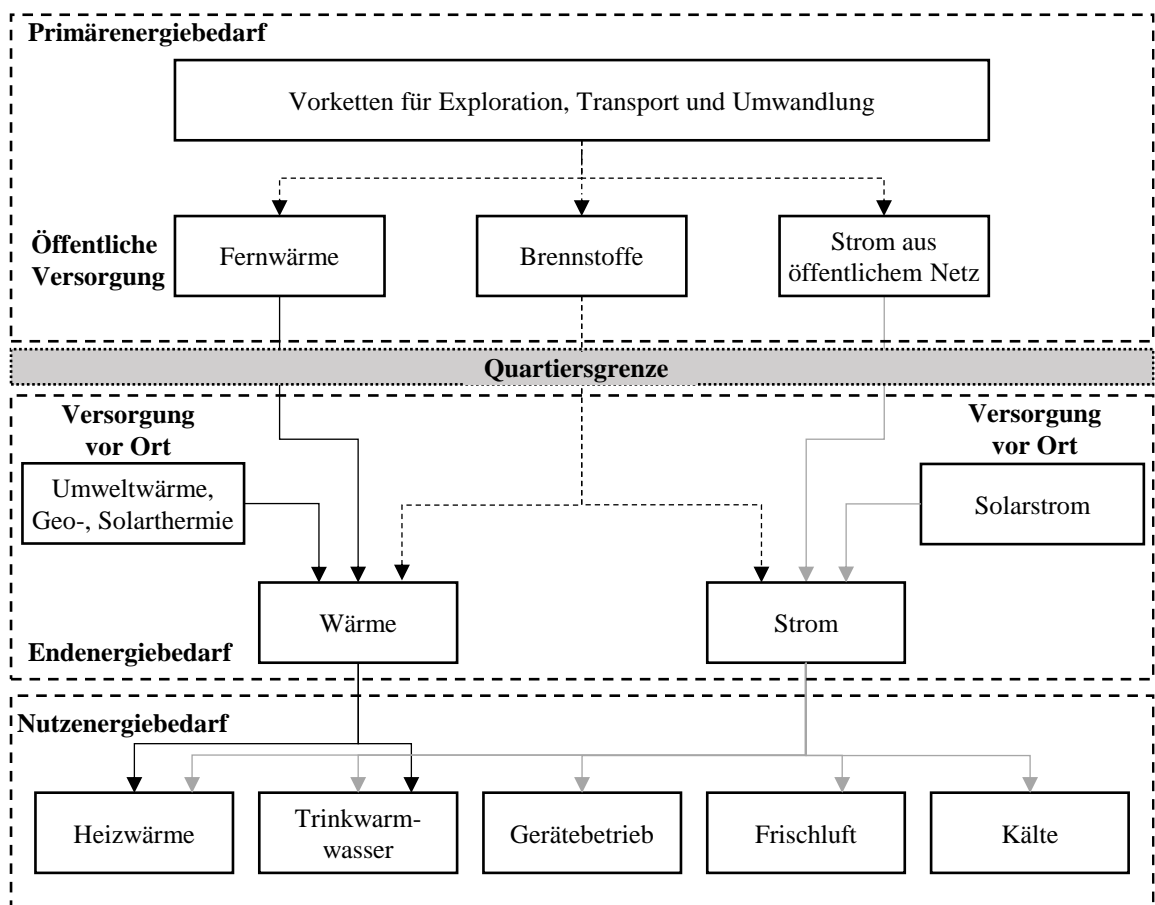 Primärenergiebedarf
Vorketten für Exploration, Transport und Umwandlung
Öffentliche
Versorgung
Fernwärme
Brennstoffe
Strom aus
öffentlichem Netz
Quartiersgrenze
Versorgung
vor Ort
Versorgung
vor Ort
Umweltwärme,
Geo-, Solarthermie
Solarstrom
Wärme
Strom
Endenergiebedarf
Nutzenergiebedarf
Heizwärme
Trinkwarm-
wasser
Gerätebetrieb
Frischluft
Kälte